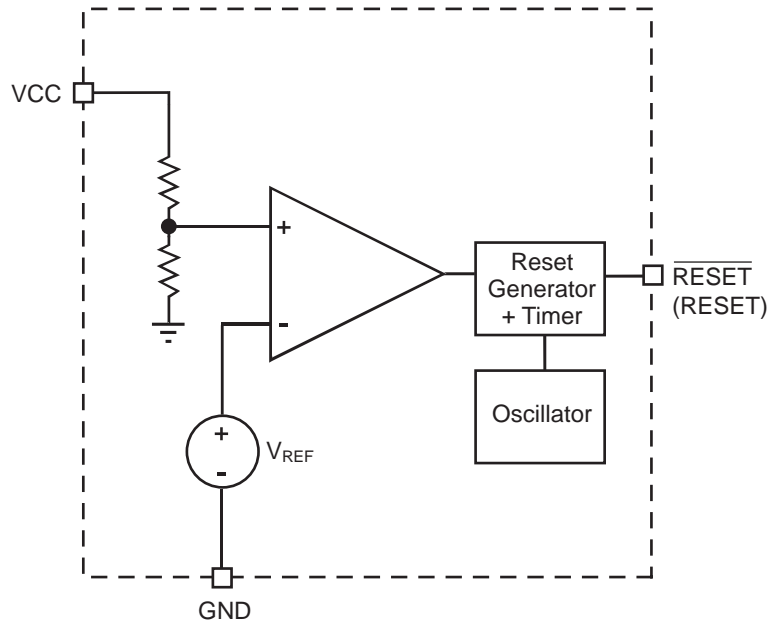 VCC
+
-
Reset
Generator
+ Timer
RESET
(RESET)
Oscillator
+
-
VREF
GND